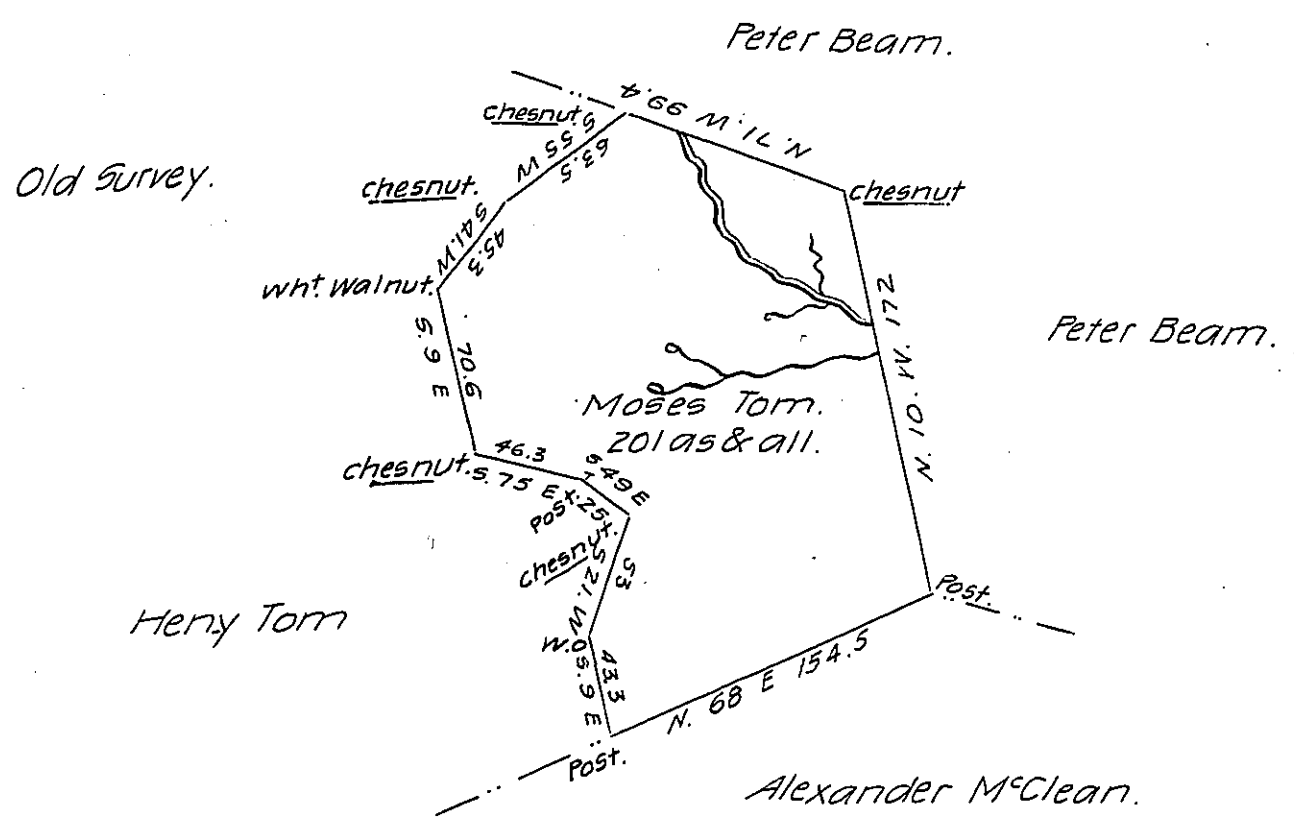 Peter Beam.
N. 71. W 99.4
chesnut.
S. 55 W
63.5
Old Survey.
chesnut.
S 41. W
45.3
chesnut
wht. walnut.
S. 9 E
70.6
N. 10. W. 172
Peter Beam.
Moses Tom.
201 as & all.
chesnut.
46.3
S. 75 E
S 49 E
Post.
25
chesnut.
S 21. W
53
Heny Tom
W.O
S. 9 E
43.3
Post.
N. 68 E 154.5
Post.
Alexander McClean.